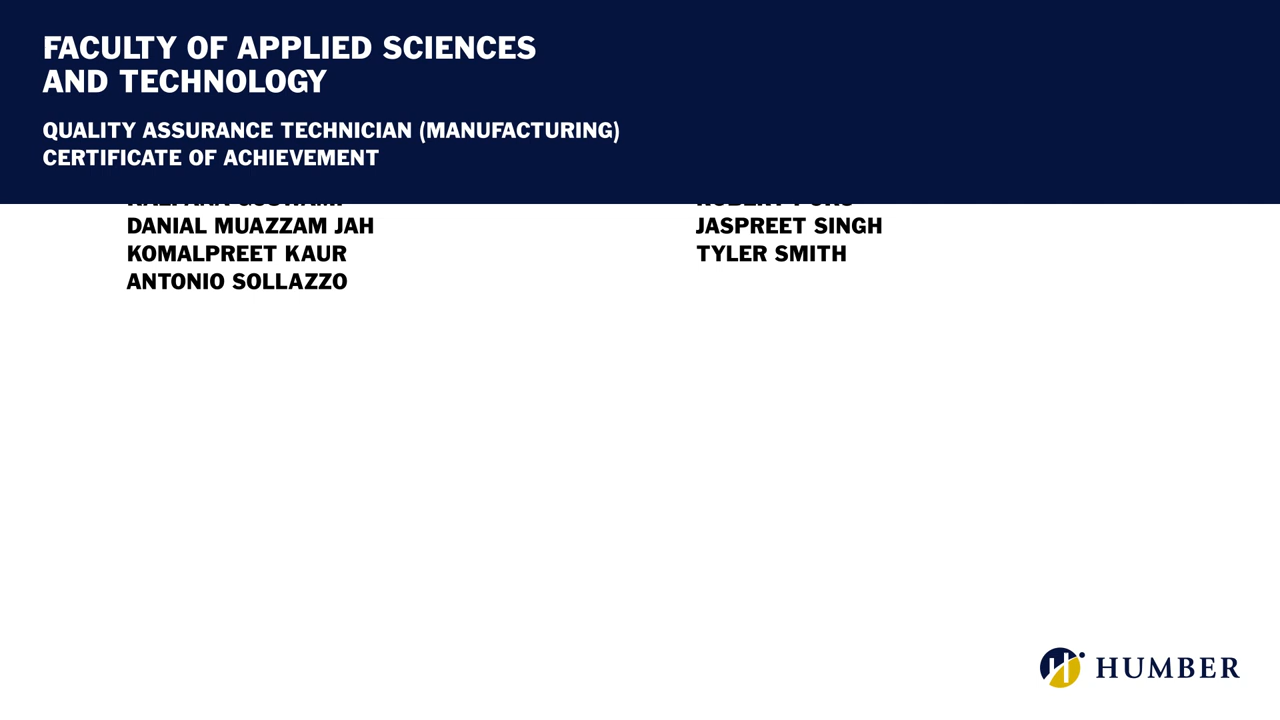 FACULTY OF APPLIED SCIENCES
AND TECHNOLOGY
QUALITY ASSURANCE TECHNICIAN (MANUFACTURING)
CERTIFICATE OF ACHIEVEMENT
DANIAL MUAZZAM JAH
KOMALPREET KAUR
ANTONIO SOLLAZZO
JASPREET SINGH
TYLER SMITH
HUMBER